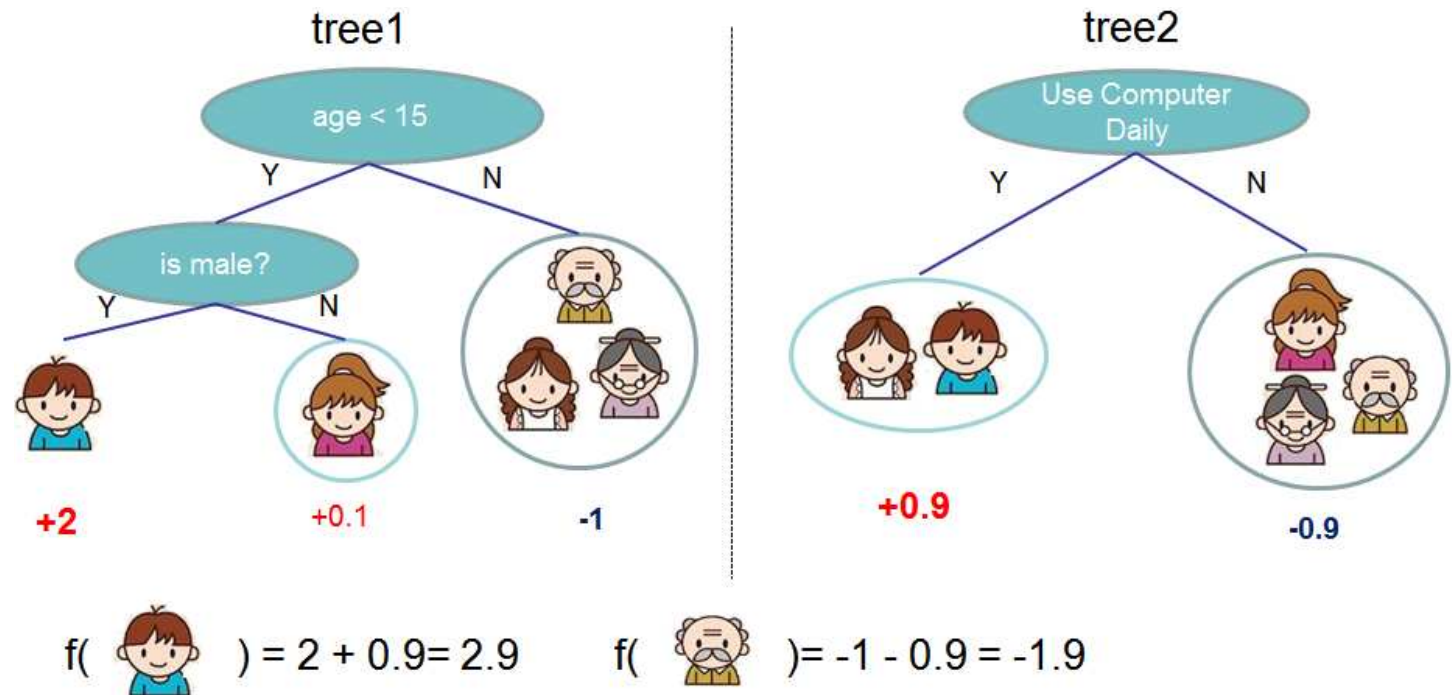 tree1
age < 15
Y
N
is male?
Y
N
+2
+0.1
-1
tree2
Use Computer
Daily
Y
N
+0.9
-0.9
f( ) = 2 + 0.9= 2.9
f( )= -1 - 0.9 = -1.9